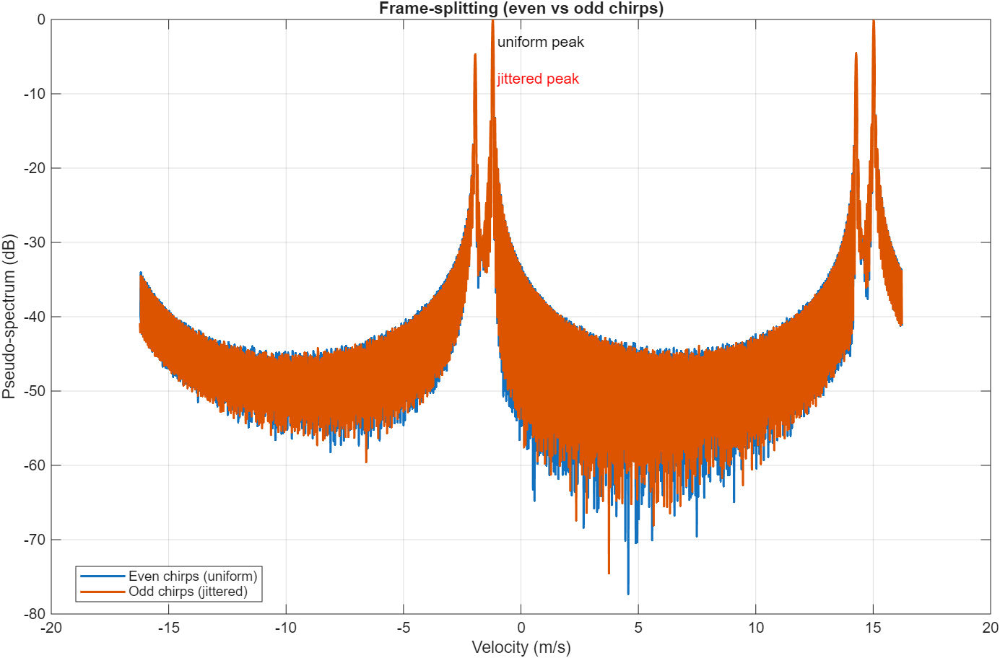 Frame-splitting (even vs odd chirps)
uniform peak
jittered peak
Pseudo-spectrum (dB)
0
-10
-20
-30
-40
-50
-60
-70
-80
Even chirps (uniform)
Odd chirps (jittered)
-20 -15 -10 -5 0 5 10 15 20
Velocity (m/s)